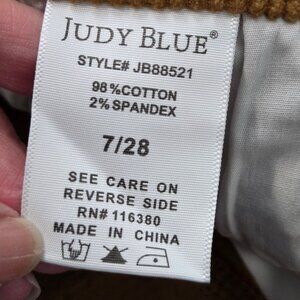 JUDY BLUE®
STYLE# JB88521
98%COTTON
2%SPANDEX
7/28
SEE CARE ON
REVERSE SIDE
RN# 116380
MADE IN CHINA